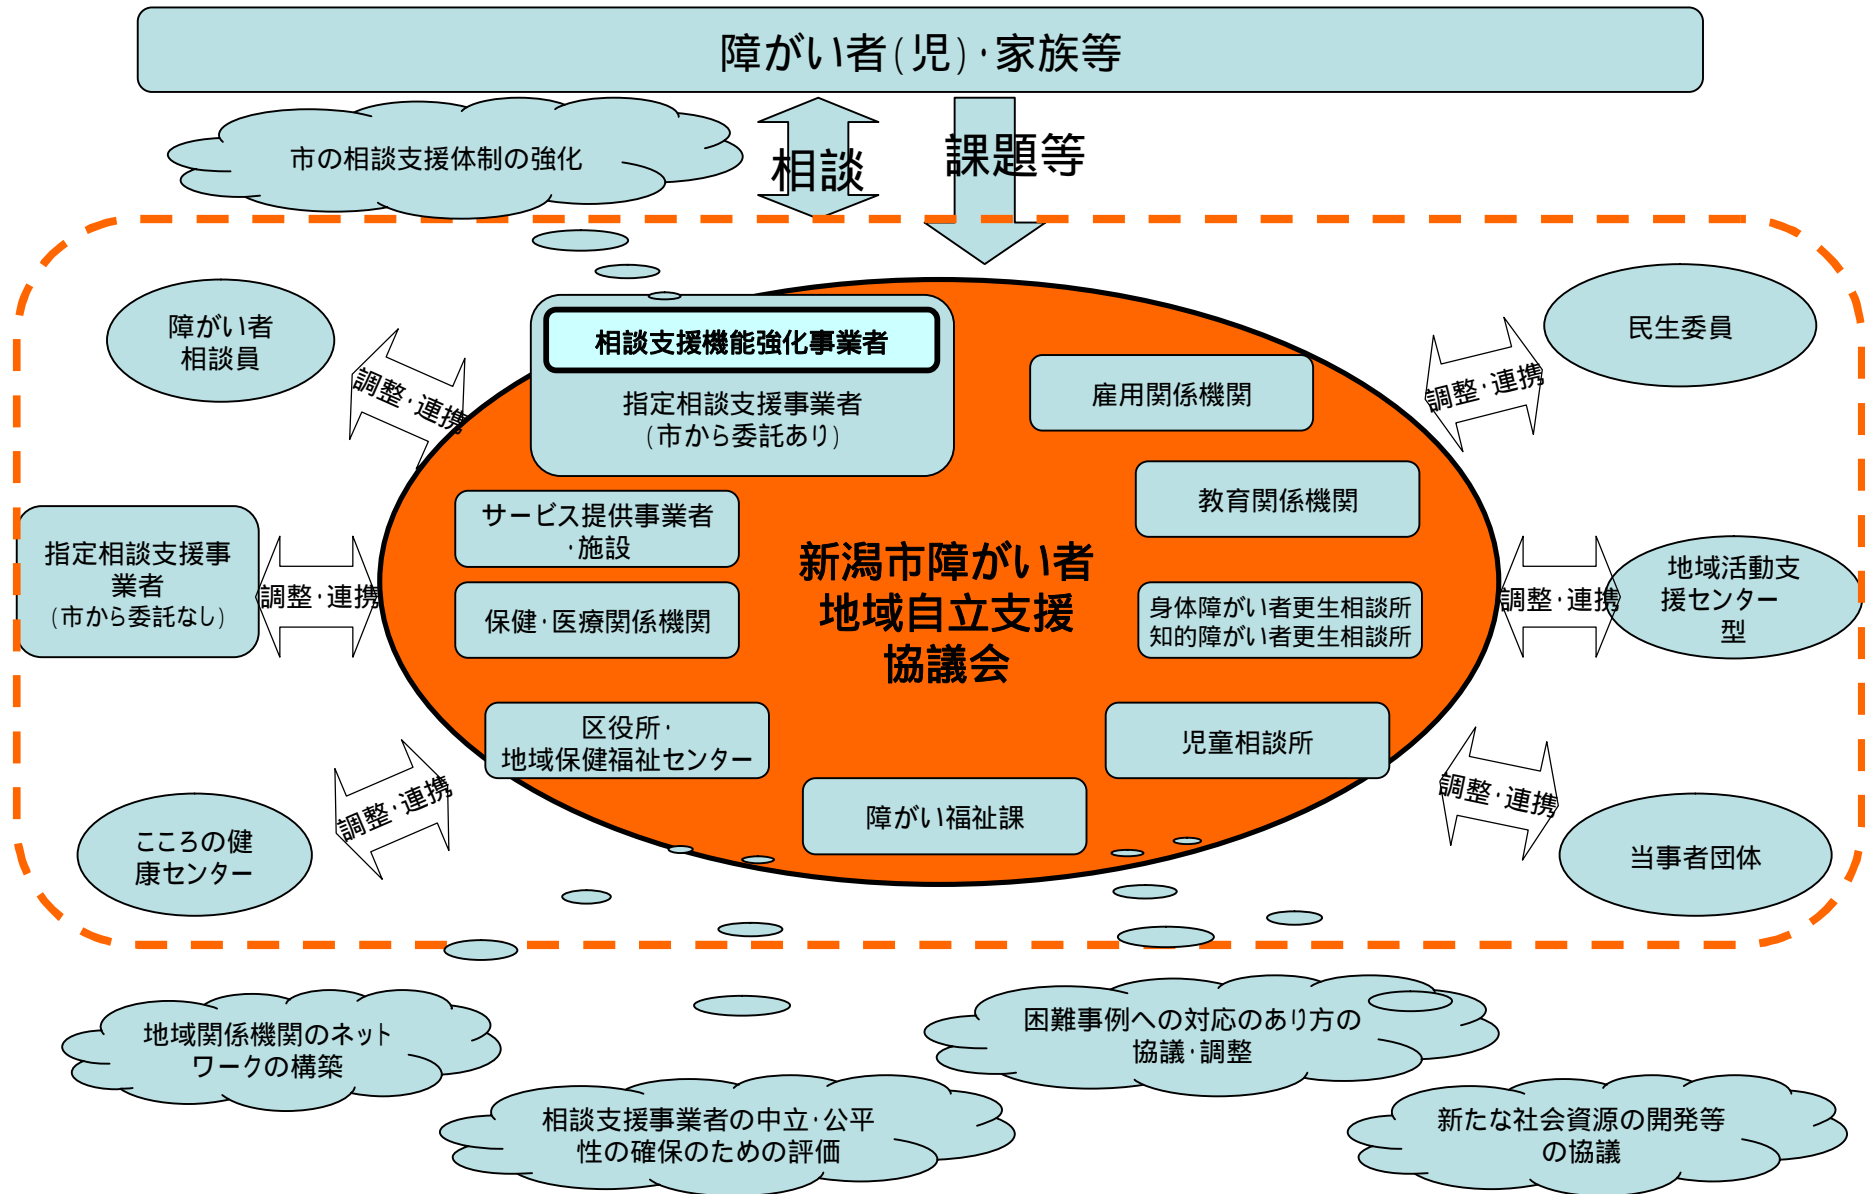 障がい者(児)・家族等
市の相談支援体制の強化
相談
課題等
障がい者
相談員
調整・連携
相談支援機能強化事業者
指定相談支援事業者
(市から委託あり)
雇用関係機関
調整・連携
民生委員
サービス提供事業者
・施設
教育関係機関
指定相談支援事
業者
(市から委託なし)
調整・連携
保健・医療関係機関
新潟市障がい者
地域自立支援
協議会
身体障がい者更生相談所
知的障がい者更生相談所
調整・連携
地域活動支
援センター
型
区役所・
地域保健福祉センター
児童相談所
こころの健
康センター
調整・連携
障がい福祉課
調整・連携
当事者団体
地域関係機関のネット
ワークの構築
困難事例への対応のあり方の
協議・調整
相談支援事業者の中立・公平
性の確保のための評価
新たな社会資源の開発等
の協議